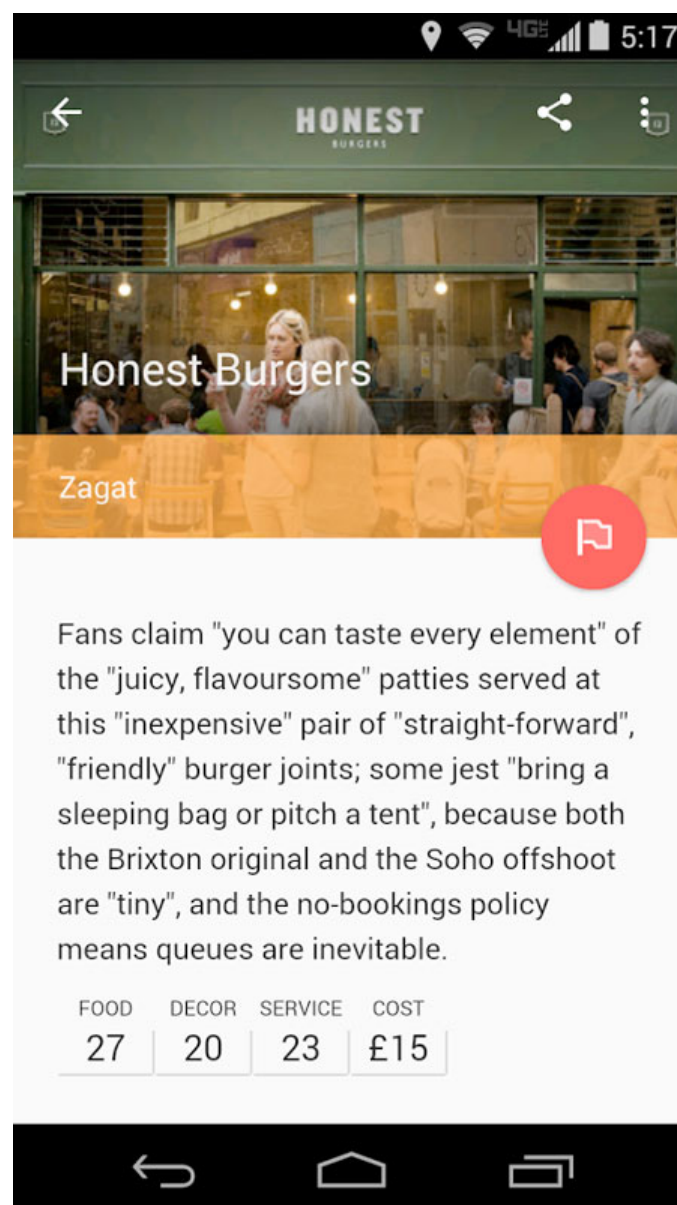 4G LTE 5:17
HONEST
BURGERS
Honest Burgers
Zagat
Fans claim "you can taste every element" of
the "juicy, flavoursome" patties served at
this "inexpensive" pair of "straight-forward",
"friendly" burger joints; some jest "bring a
sleeping bag or pitch a tent", because both
the Brixton original and the Soho offshoot
are "tiny", and the no-bookings policy
means queues are inevitable.
FOOD DECOR SERVICE COST
27 20 23 £15